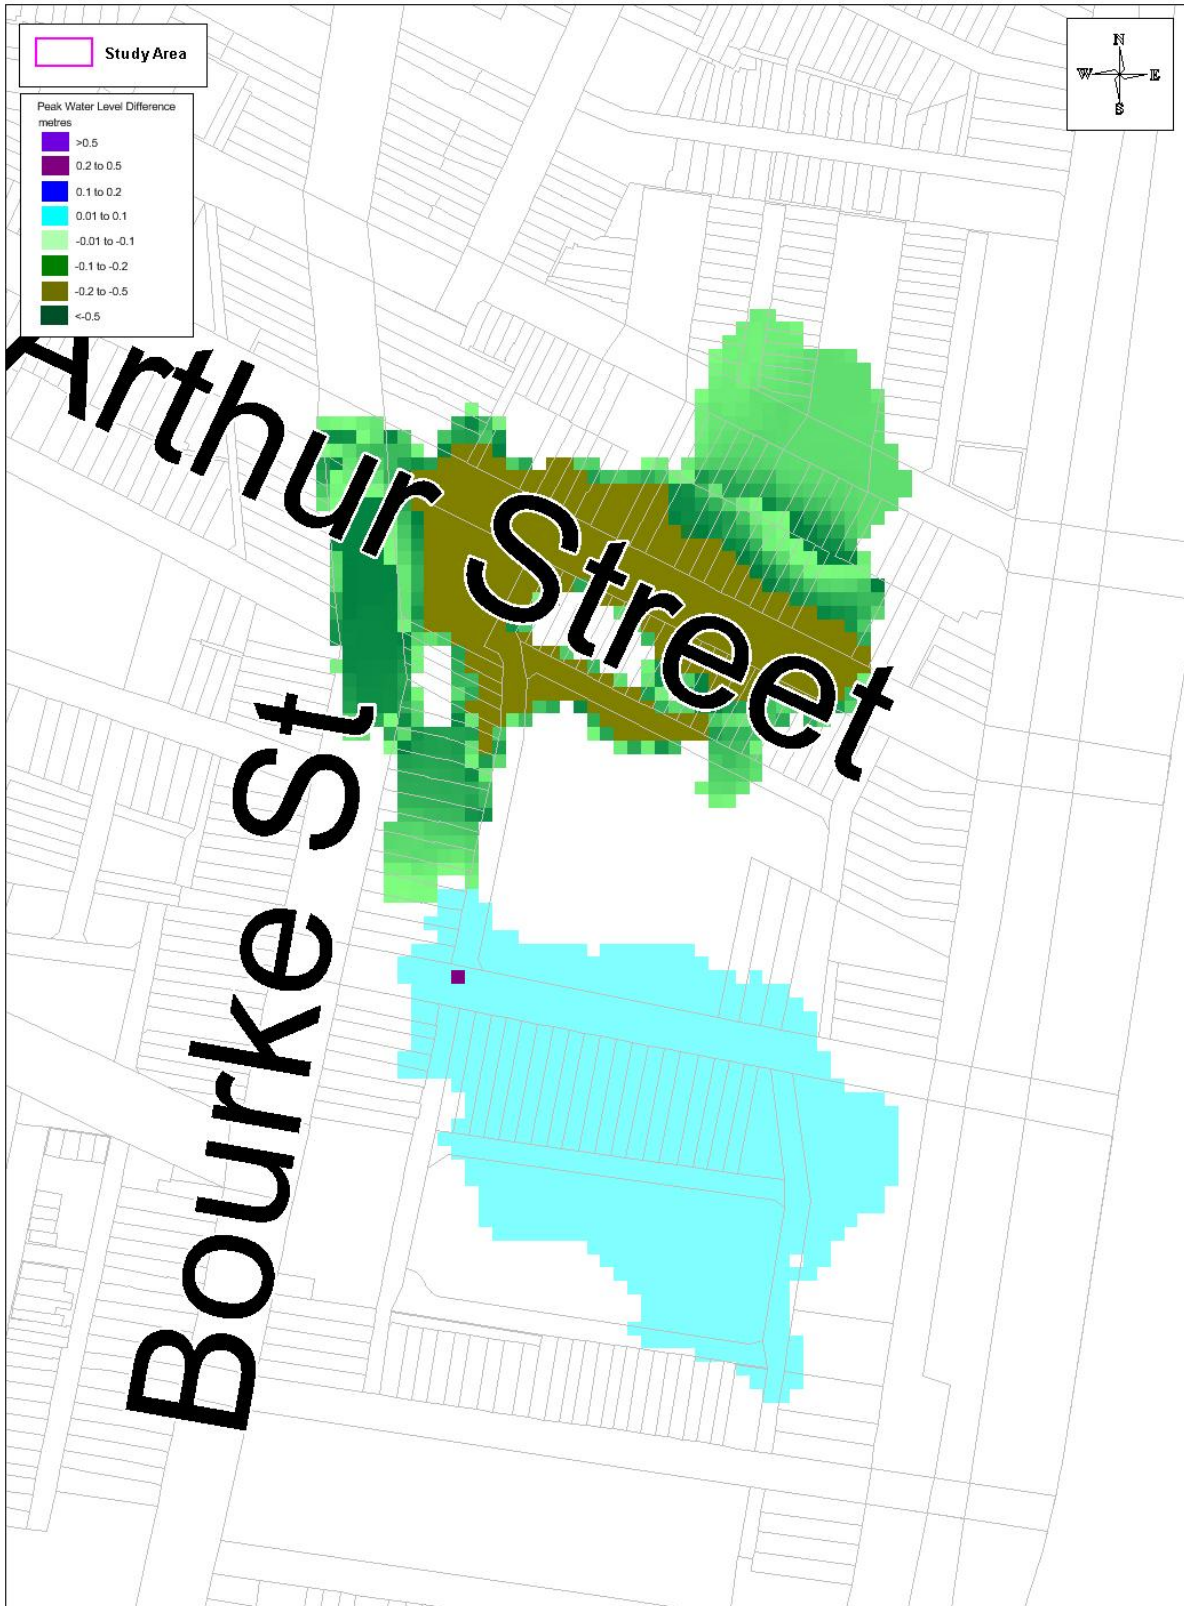 Study Area
Peak Water Level Difference
metres
>0.5
0.2 to 0.5
0.1 to 0.2
0.01 to 0.1
-0.01 to -0.1
-0.1 to -0.2
-0.2 to -0.5
<-0.5
N
W E
S
Arthur Street
Bourke St